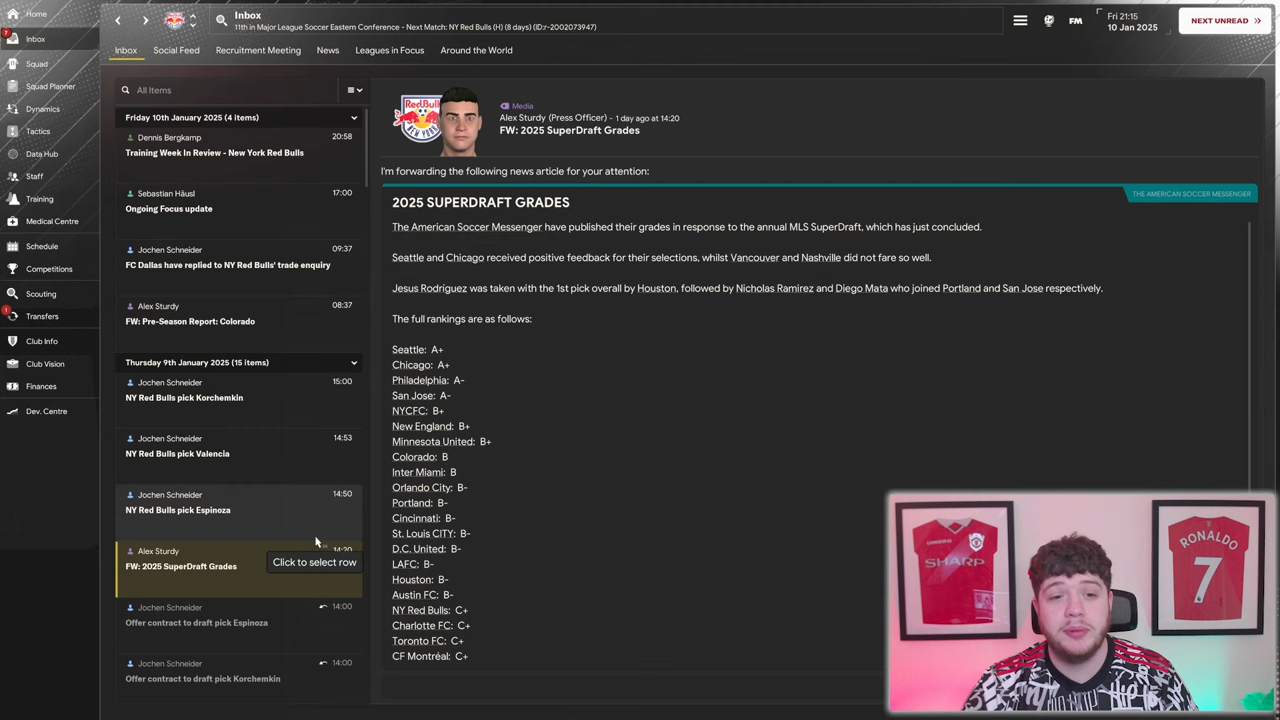 Home
7
Inbox
Squad
Squad Planner
Dynamics
Tactics
Data Hub
Staff
Training
Medical Centre
Schedule
Competitions
Scouting
1
Transfers
Club Info
Club Vision
Finances
Dev. Centre
Inbox
11th in Major League Soccer Eastern Conference - Next Match: NY Red Bulls (H) (8 days) (ID:r-2002073947)
FM
Fri 21:15
10 Jan 2025
NEXT UNREAD
Inbox
Social Feed
Recruitment Meeting
News
Leagues in Focus
Around the World
All Items
Friday 10th January 2025 (4 items)
Dennis Bergkamp 20:58
Training Week In Review - New York Red Bulls
Sebastian Häusl 17:00
Ongoing Focus update
Jochen Schneider 09:37
FC Dallas have replied to NY Red Bulls' trade enquiry
Alex Sturdy 08:37
FW: Pre-Season Report: Colorado
Thursday 9th January 2025 (15 items)
Jochen Schneider 15:00
NY Red Bulls pick Korchemkin
Jochen Schneider 14:53
NY Red Bulls pick Valencia
Jochen Schneider 14:50
NY Red Bulls pick Espinoza
Alex Sturdy 14:20
FW: 2025 SuperDraft Grades
Click to select row
Jochen Schneider 14:00
Offer contract to draft pick Espinoza
Jochen Schneider 14:00
Offer contract to draft pick Korchemkin
Red Bull
Media
Alex Sturdy (Press Officer) - 1 day ago at 14:20
FW: 2025 SuperDraft Grades
I'm forwarding the following news article for your attention:
THE AMERICAN SOCCER MESSENGER
2025 SUPERDRAFT GRADES
The American Soccer Messenger have published their grades in response to the annual MLS SuperDraft, which has just concluded.
Seattle and Chicago received positive feedback for their selections, whilst Vancouver and Nashville did not fare so well.
Jesus Rodríguez was taken with the 1st pick overall by Houston, followed by Nicholas Ramirez and Diego Mata who joined Portland and San Jose respectively.
The full rankings are as follows:
Seattle: A+
Chicago: A+
Philadelphia: A-
San Jose: A-
NYCFC: B+
New England: B+
Minnesota United: B+
Colorado: B
Inter Miami: B
Orlando City: B-
Portland: B-
Cincinnati: B-
St. Louis CITY: B-
D.C. United: B-
LAFC: B-
Houston: B-
Austin FC: B-
NY Red Bulls: C+
Charlotte FC: C+
Toronto FC: C+
CF Montréal: C+
SHARP
RONALDO
7